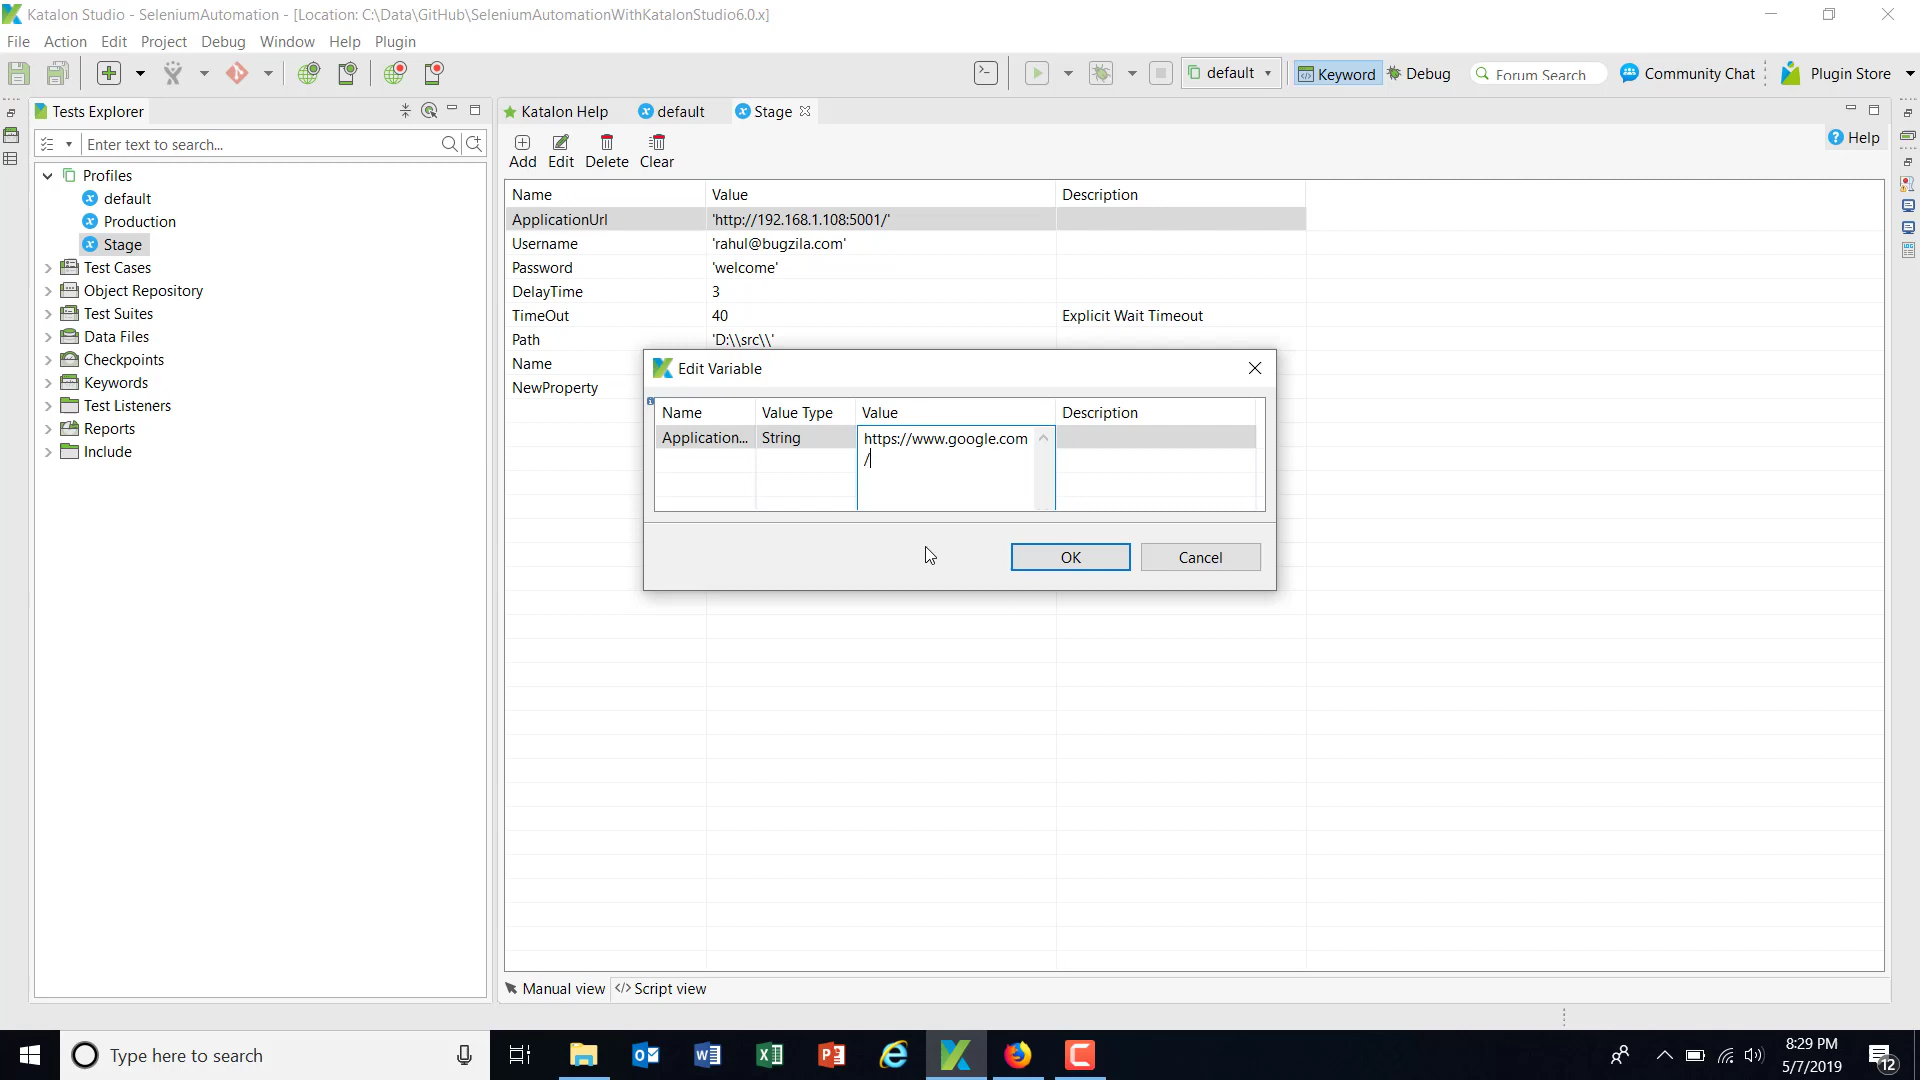 Katalon Studio - SeleniumAutomation - [Location: C:\Data\GitHub\SeleniumAutomationWithKatalonStudio6.0.x]
File Action Edit Project Debug Window Help Plugin
default Keyword Debug Forum Search Community Chat Plugin Store
Tests Explorer
Enter text to search...
Profiles
default
Production
Stage
Test Cases
Object Repository
Test Suites
Data Files
Checkpoints
Keywords
Test Listeners
Reports
Include
Katalon Help default Stage
Add Edit Delete Clear
Help
Name Value Description
ApplicationUrl 'http://192.168.1.108:5001/'
Username 'rahul@bugzila.com'
Password 'welcome'
DelayTime 3
TimeOut 40 Explicit Wait Timeout
Path 'D:\\src\\'
Name
NewProperty
Edit Variable
Name Value Type Value Description
Application... String https://www.google.com
/
OK Cancel
Manual view Script view
Type here to search
8:29 PM
5/7/2019
12